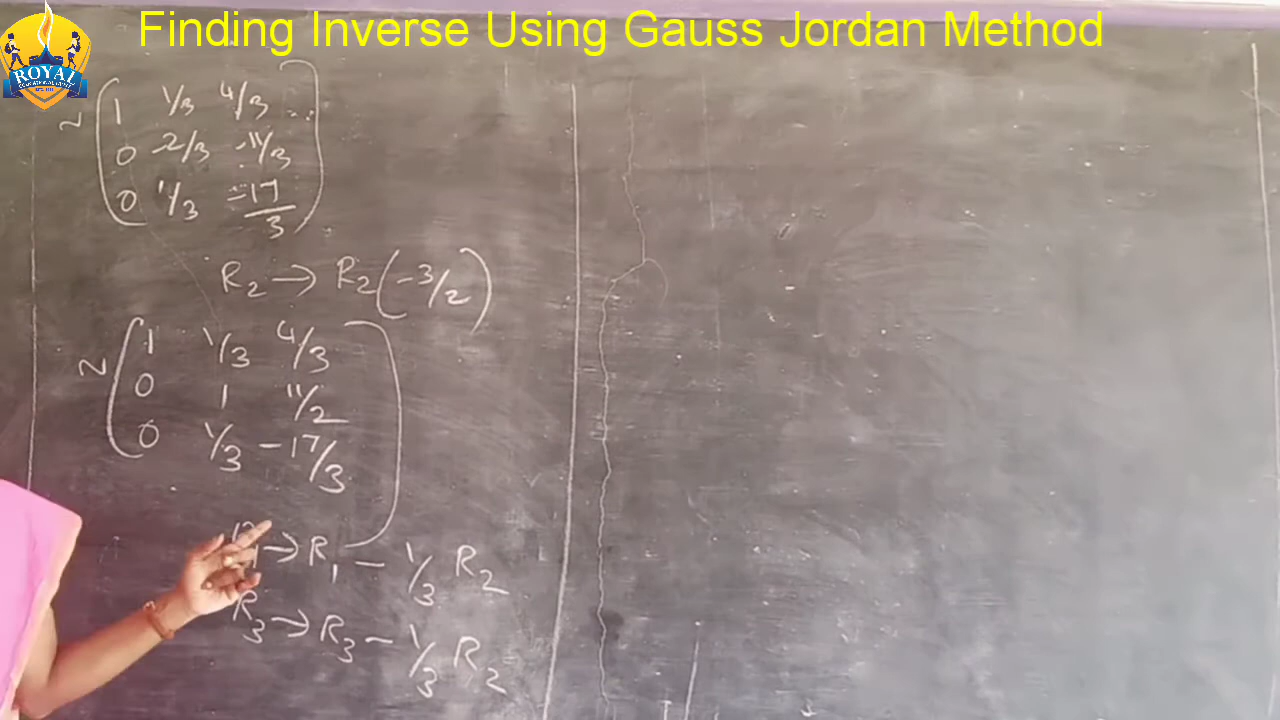 Finding Inverse Using Gauss Jordan Method
ROYAL
~ 1 1/3 4/3
0 -2/3 -11/3
0 1/3 -17/3
R2 → R2(-3/2)
~ 1 1/3 4/3
0 1 11/2
0 1/3 -17/3
→ R1 - 1/3 R2
R3 → R3 - 1/3 R2